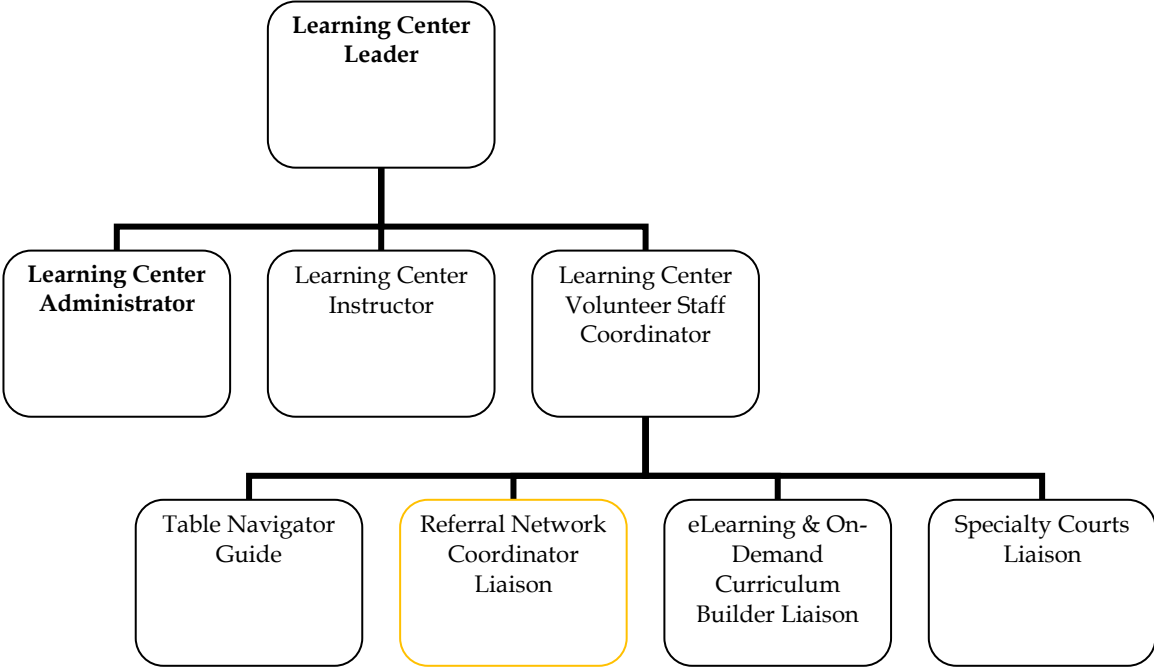 Learning Center
Leader
Learning Center
Administrator
Learning Center
Instructor
Learning Center
Volunteer Staff
Coordinator
Table Navigator
Guide
Referral Network
Coordinator
Liaison
eLearning & On-
Demand
Curriculum
Builder Liaison
Specialty Courts
Liaison